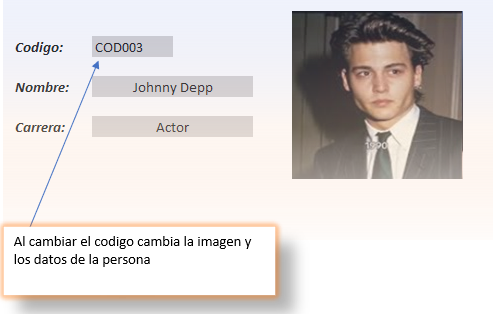 Codigo: COD003
Nombre: Johnny Depp
Carrera: Actor
1990
Al cambiar el codigo cambia la imagen y
los datos de la persona